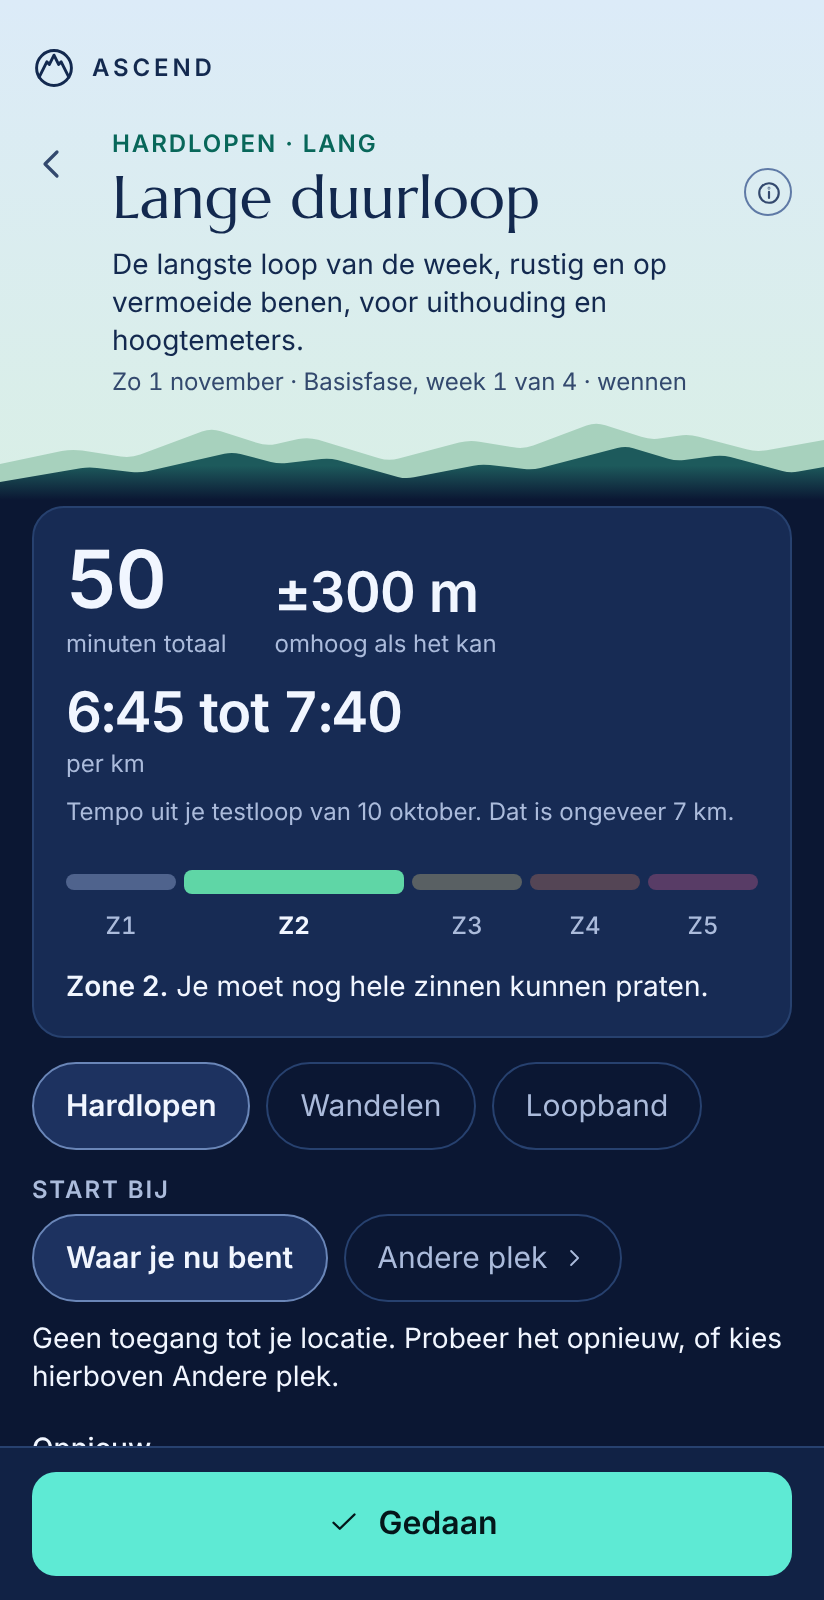 ASCEND
HARDLOPEN · LANG
Lange duurloop
De langste loop van de week, rustig en op
vermoeide benen, voor uithouding en
hoogtemeters.
Zo 1 november · Basisfase, week 1 van 4 · wennen
50
minuten totaal
±300 m
omhoog als het kan
6:45 tot 7:40
per km
Tempo uit je testloop van 10 oktober. Dat is ongeveer 7 km.
Z1 Z2 Z3 Z4 Z5
Zone 2. Je moet nog hele zinnen kunnen praten.
Hardlopen Wandelen Loopband
START BIJ
Waar je nu bent Andere plek
Geen toegang tot je locatie. Probeer het opnieuw, of kies
hierboven Andere plek.
Opnieuw
Gedaan